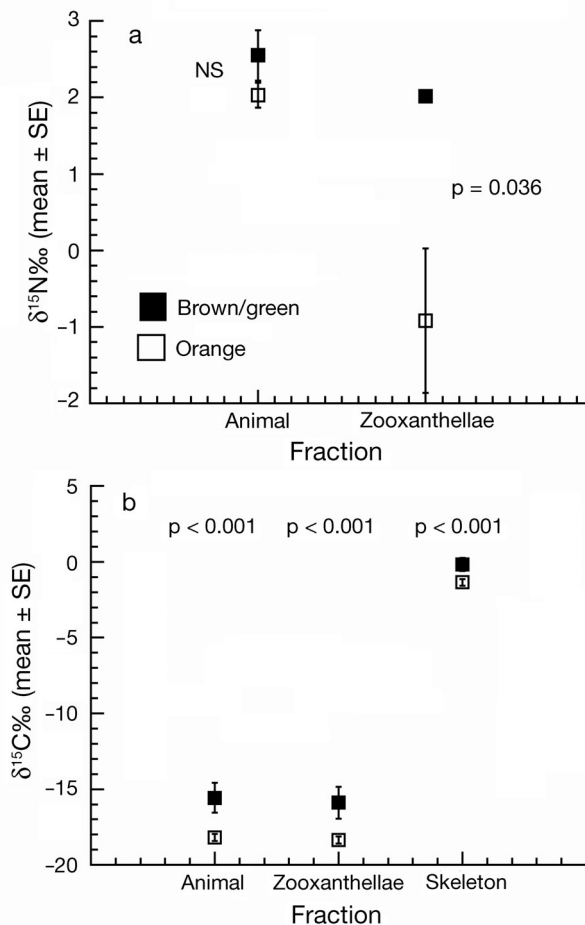 a
3
2
1
0
−1
−2
δ¹⁵N‰ (mean ± SE)
NS
p = 0.036
Brown/green
Orange
Animal Zooxanthellae
Fraction
b
5
0
−5
−10
−15
−20
δ¹⁵C‰ (mean ± SE)
p < 0.001 p < 0.001 p < 0.001
Animal Zooxanthellae Skeleton
Fraction